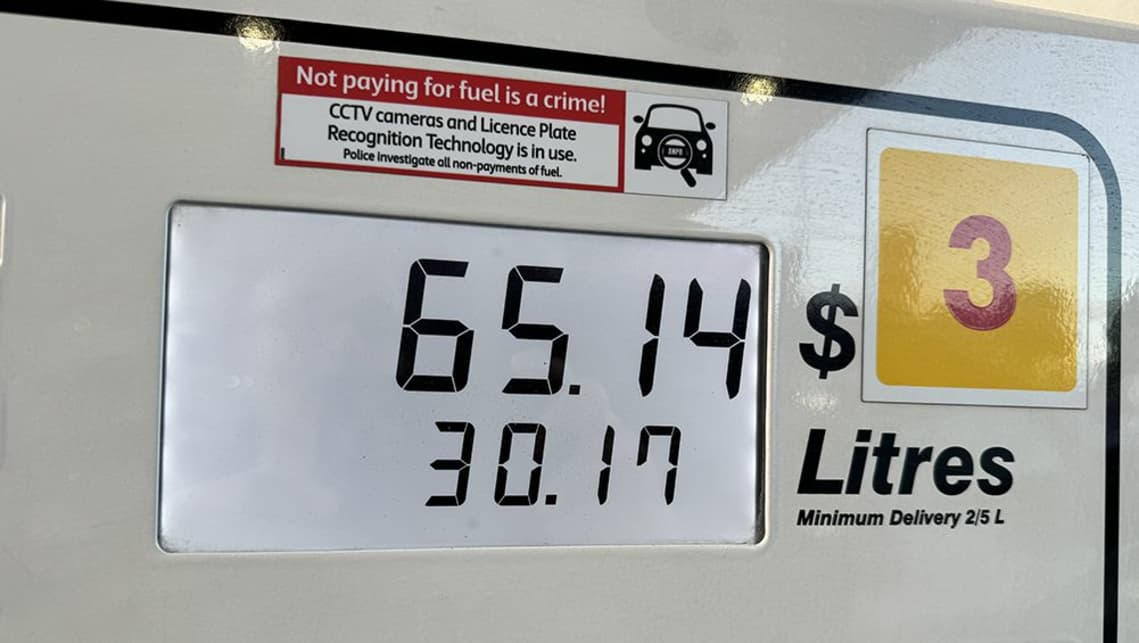 Not paying for fuel is a crime!
CCTV cameras and Licence Plate
Recognition Technology is in use.
Police investigate all non-payments of fuel.
ANPR
3
65.14
$
30.17
Litres
Minimum Delivery 2/5 L